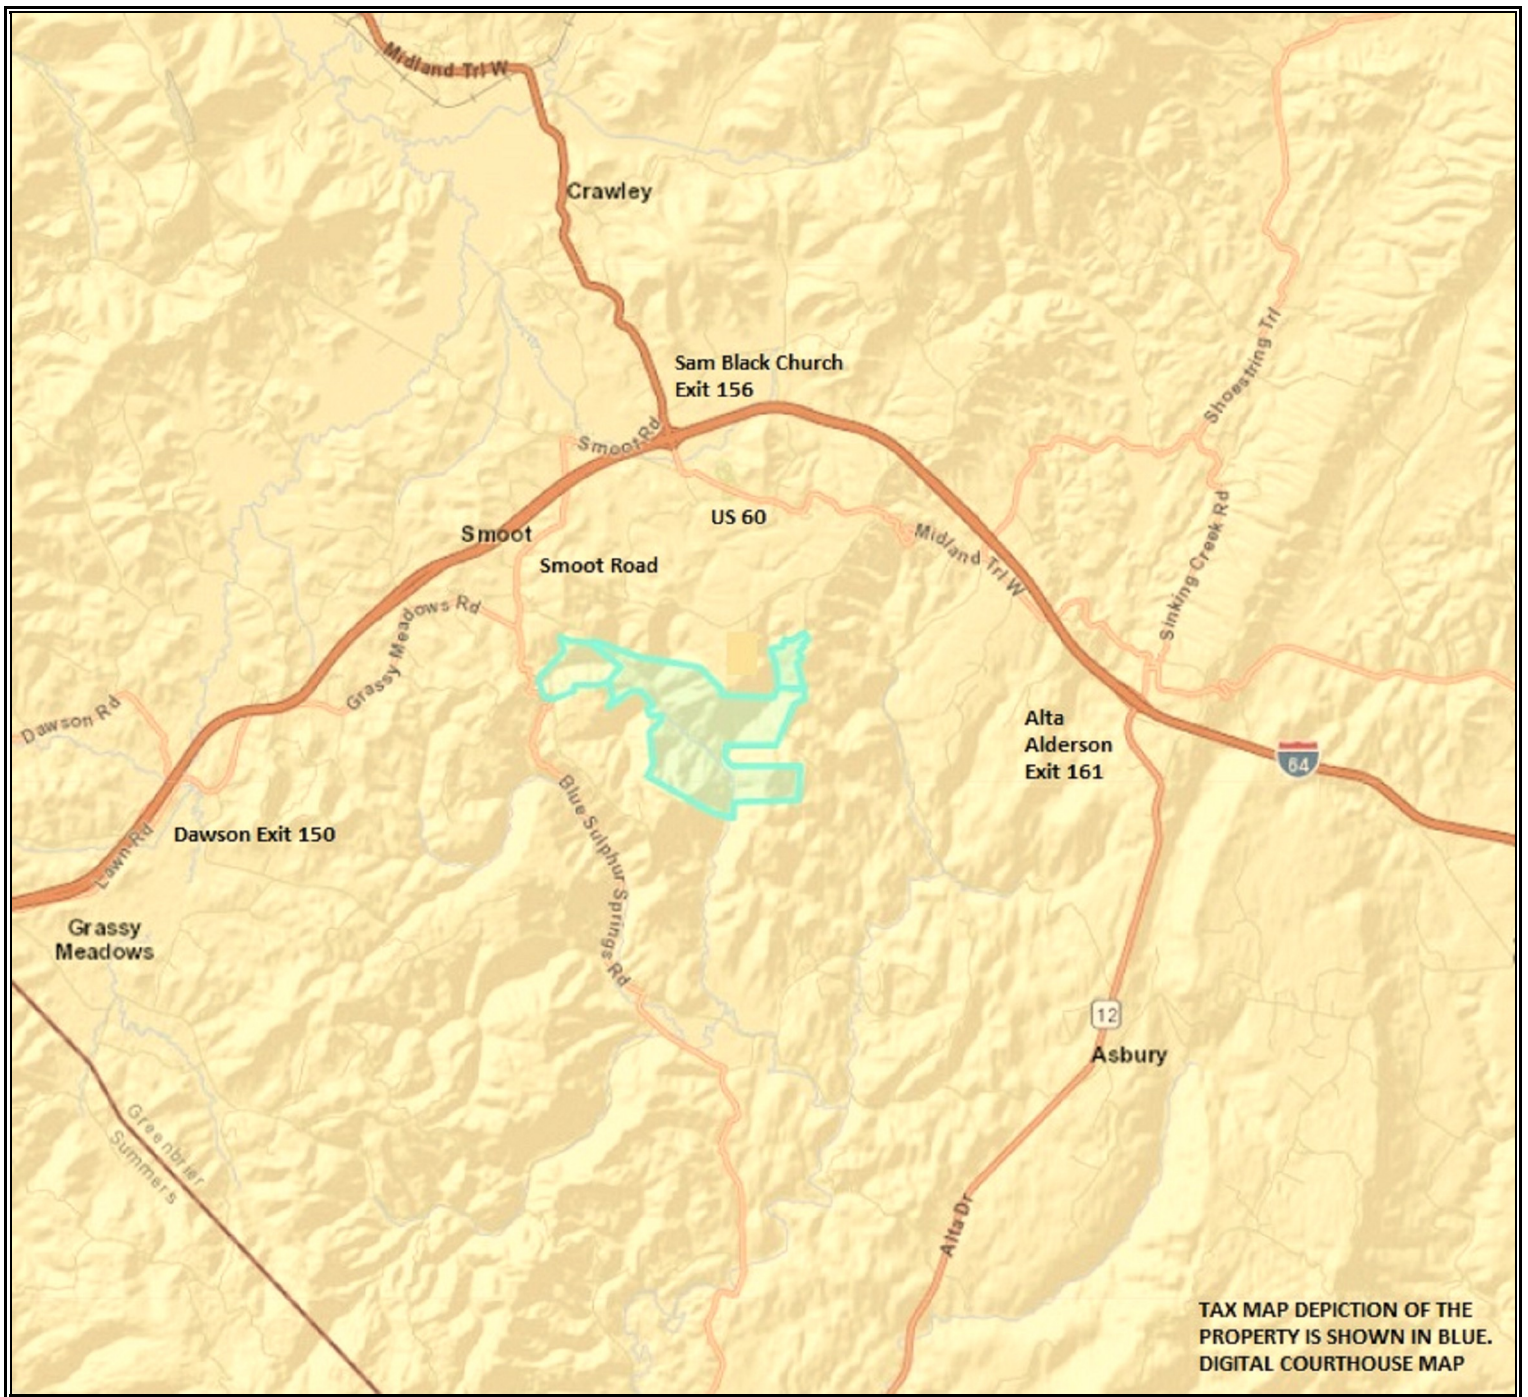 Midland Trl W
Crawley
Sam Black Church
Exit 156
Shoestring Trl
Smoot Rd
US 60
Smoot
Midland Trl W
Sinking Creek Rd
Smoot Road
Grassy Meadows Rd
Dawson Rd
Alta
Alderson
Exit 161
64
Blue Sulphur Springs Rd
Dawson Exit 150
Lawn Rd
Grassy
Meadows
12
Asbury
Greenbrier
Summers
Alta Dr
TAX MAP DEPICTION OF THE
PROPERTY IS SHOWN IN BLUE.
DIGITAL COURTHOUSE MAP